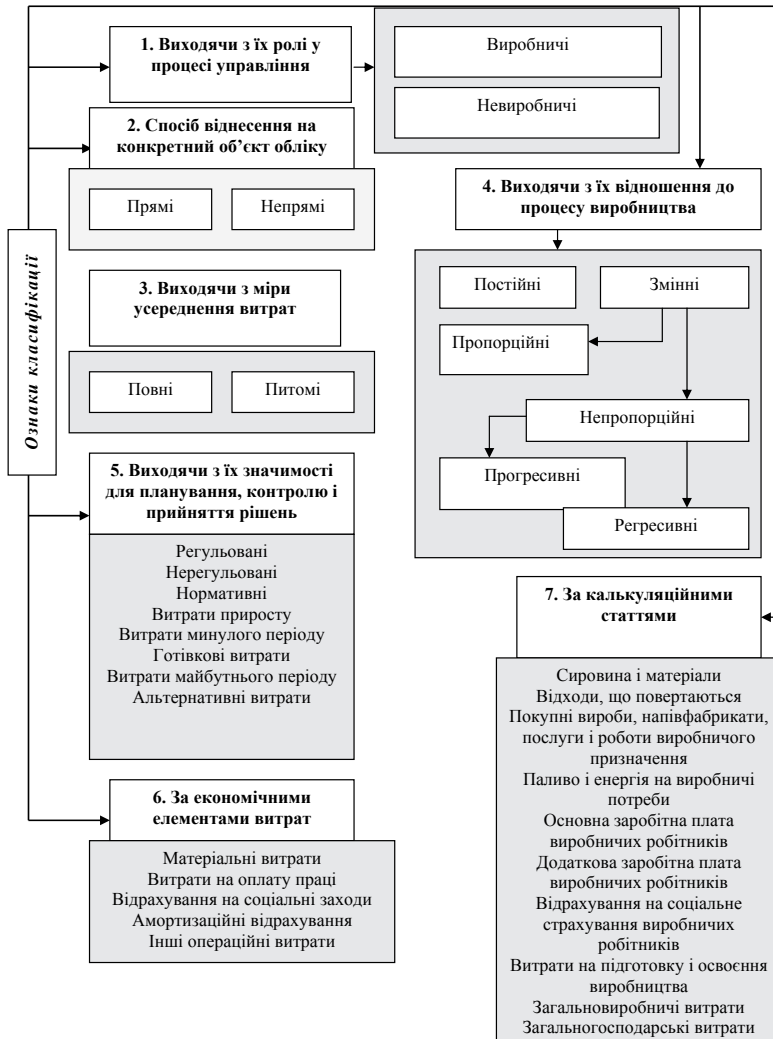 Ознаки класифікації
1. Виходячи з їх ролі у
процесі управління
Виробничі
Невиробничі
2. Спосіб віднесення на
конкретний об’єкт обліку
Прямі
Непрямі
3. Виходячи з міри
усереднення витрат
Повні
Питомі
4. Виходячи з їх відношення до
процесу виробництва
Постійні
Змінні
Пропорційні
Непропорційні
Прогресивні
Регресивні
5. Виходячи з їх значимості
для планування, контролю і
прийняття рішень
Регульовані
Нерегульовані
Нормативні
Витрати приросту
Витрати минулого періоду
Готівкові витрати
Витрати майбутнього періоду
Альтернативні витрати
6. За економічними
елементами витрат
Матеріальні витрати
Витрати на оплату праці
Відрахування на соціальні заходи
Амортизаційні відрахування
Інші операційні витрати
7. За калькуляційними
статтями
Сировина і матеріали
Відходи, що повертаються
Покупні вироби, напівфабрикати,
послуги і роботи виробничого
призначення
Паливо і енергія на виробничі
потреби
Основна заробітна плата
виробничих робітників
Додаткова заробітна плата
виробничих робітників
Відрахування на соціальне
страхування виробничих
робітників
Витрати на підготовку і освоєння
виробництва
Загальновиробничі витрати
Загальногосподарські витрати